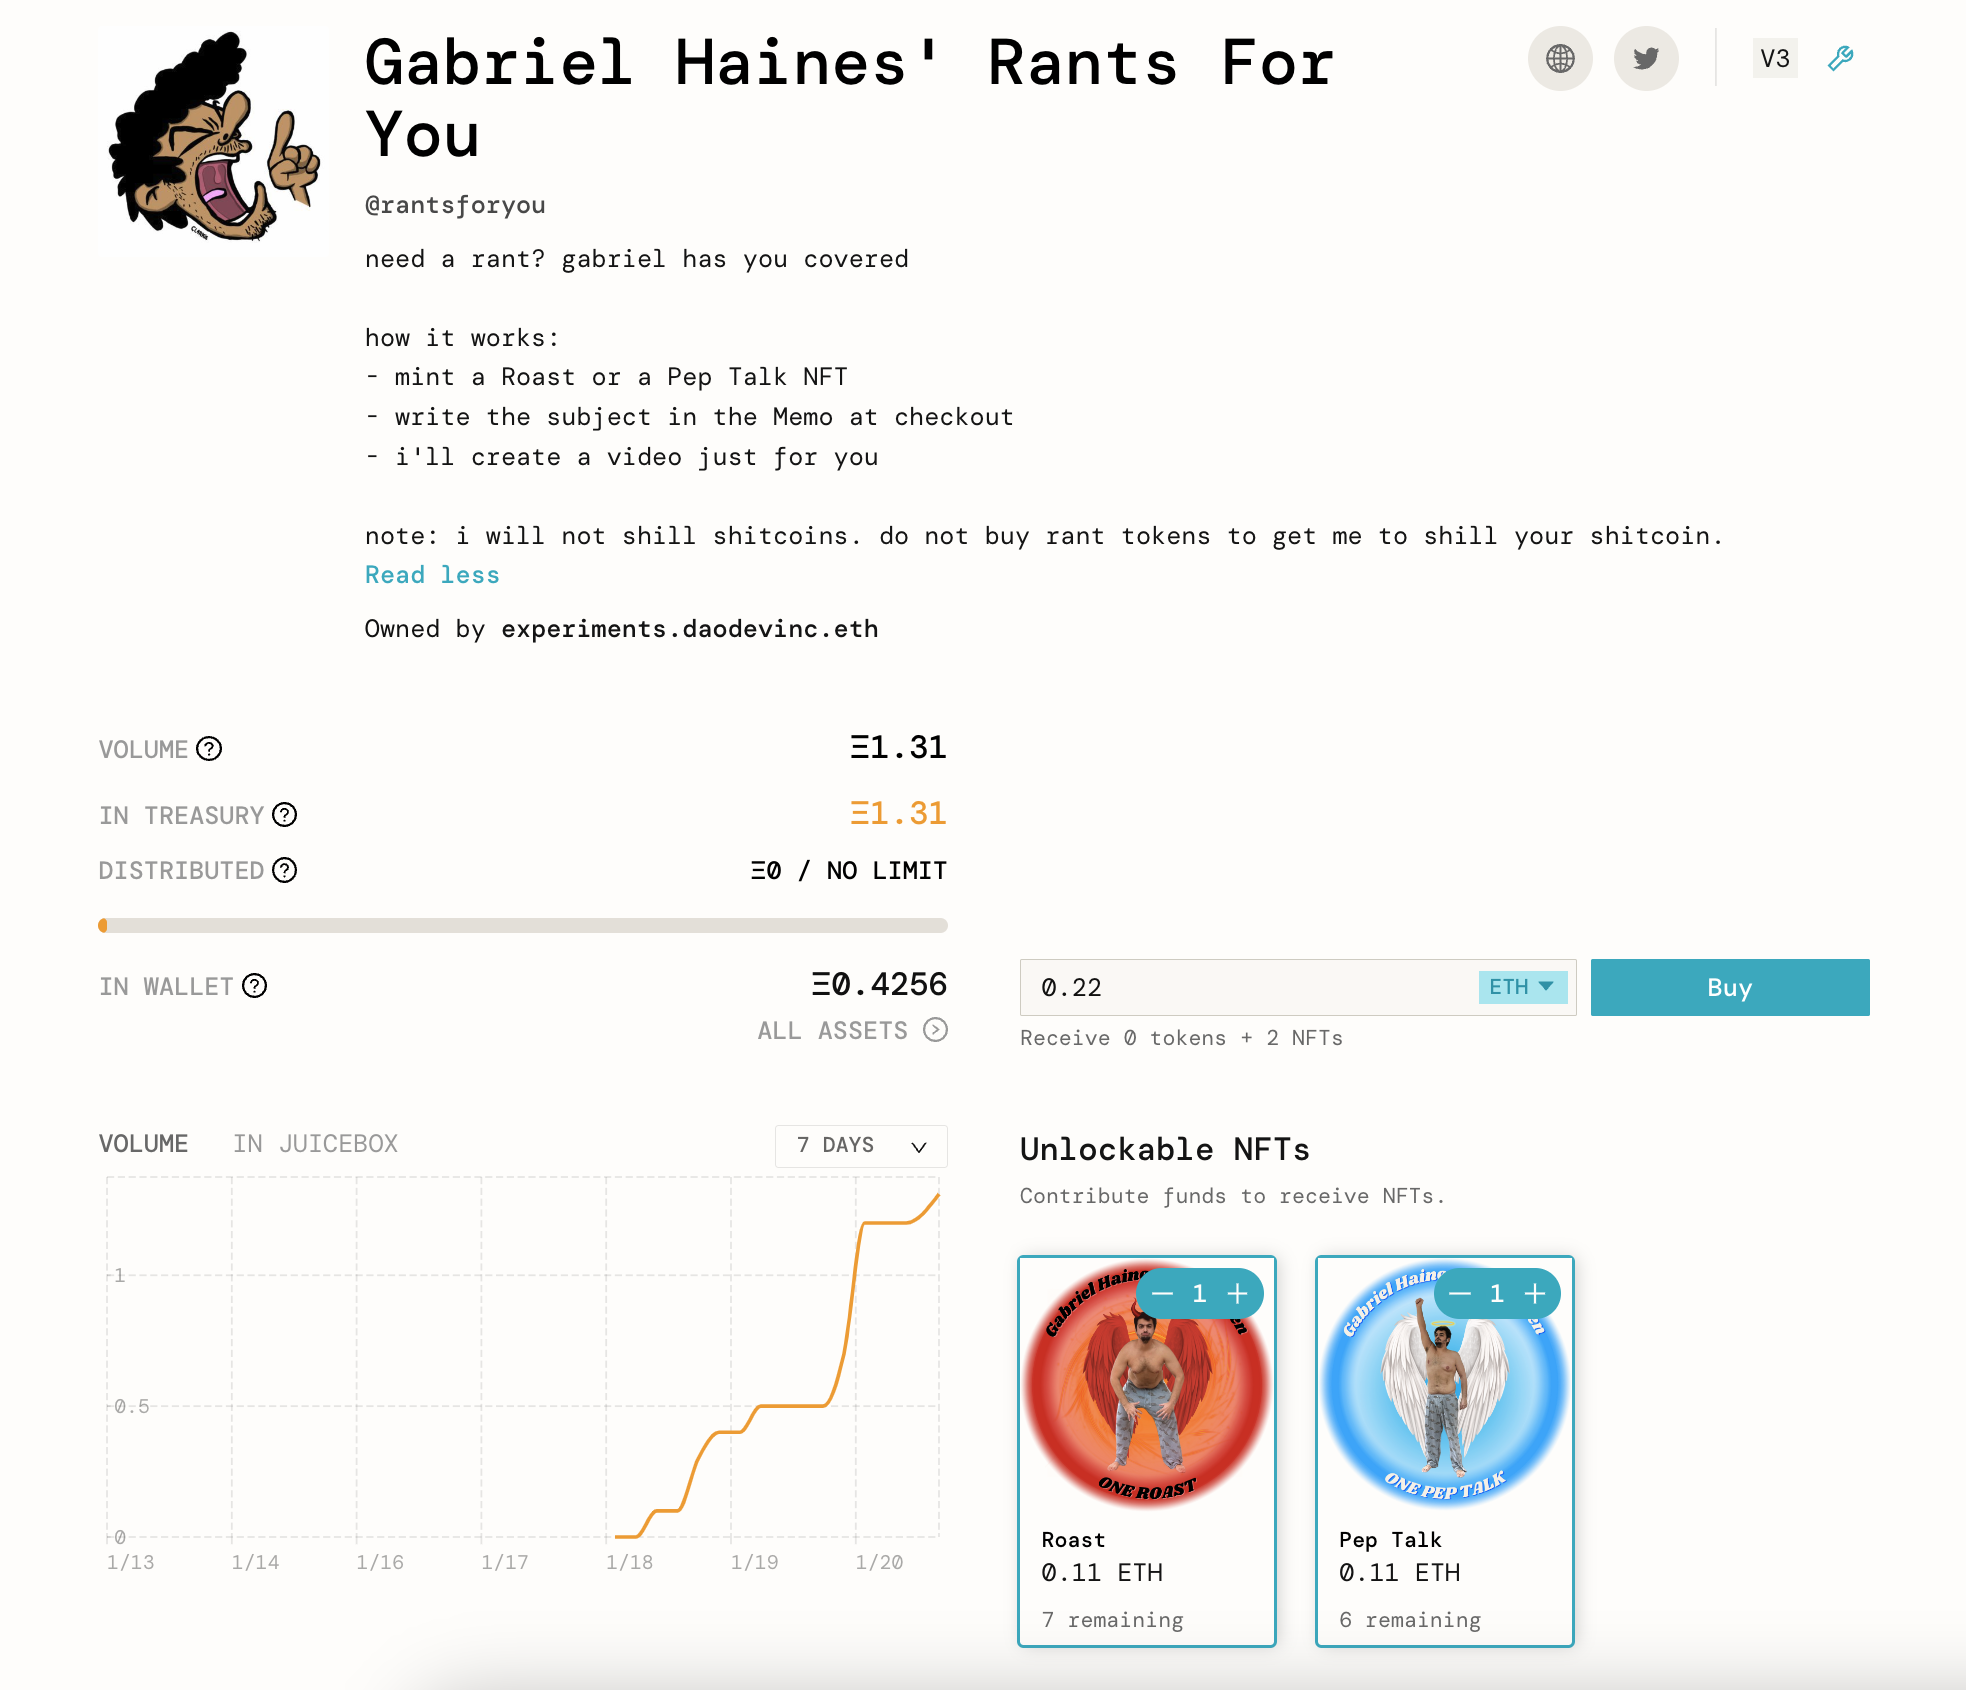 Gabriel Haines' Rants For
You
V3
@rantsforyou
need a rant? gabriel has you covered
how it works:
- mint a Roast or a Pep Talk NFT
- write the subject in the Memo at checkout
- i'll create a video just for you
note: i will not shill shitcoins. do not buy rant tokens to get me to shill your shitcoin.
Read less
Owned by experiments.daodevinc.eth
VOLUME ? Ξ1.31
IN TREASURY ? Ξ1.31
DISTRIBUTED ? Ξ0 / NO LIMIT
IN WALLET ? Ξ0.4256
ALL ASSETS
0.22 ETH
Buy
Receive 0 tokens + 2 NFTs
VOLUME IN JUICEBOX 7 DAYS
1
0.5
0
1/13 1/14 1/16 1/17 1/18 1/19 1/20
Unlockable NFTs
Contribute funds to receive NFTs.
1
Gabriel Haine
en
ONE ROAST
Roast
0.11 ETH
7 remaining
1
Gabriel Haine
en
ONE PEP TALK
Pep Talk
0.11 ETH
6 remaining